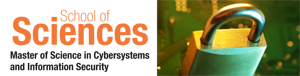 School of
Sciences
Master of Science in Cybersystems
and Information Security